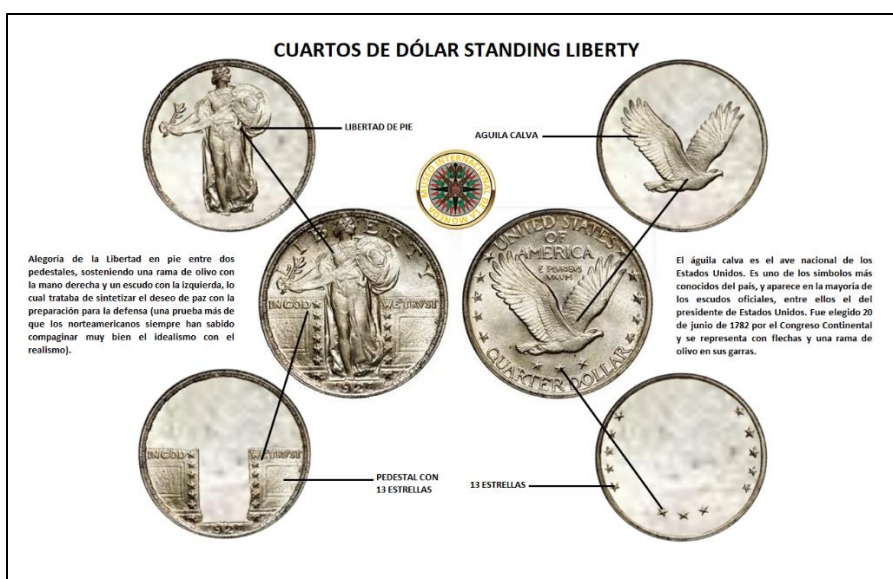 CUARTOS DE DÓLAR STANDING LIBERTY
LIBERTAD DE PIE
AGUILA CALVA
MUSEO INTERNACIONAL
DE LA MONEDA
Alegoría de la Libertad en pie entre dos
pedestales, sosteniendo una rama de olivo con
la mano derecha y un escudo con la izquierda, lo
cual trataba de sintetizar el deseo de paz con la
preparación para la defensa (una prueba más de
que los norteamericanos siempre han sabido
compaginar muy bien el idealismo con el
realismo).
LIBERTY
IN GOD WE TRUST
192
UNITED STATES
OF
AMERICA
E PLURIBUS
UNUM
QUARTER DOLLAR
El águila calva es el ave nacional de los
Estados Unidos. Es uno de los símbolos más
conocidos del país, y aparece en la mayoría de
los escudos oficiales, entre ellos el del
presidente de Estados Unidos. Fue elegido 20
de junio de 1782 por el Congreso Continental
y se representa con flechas y una rama de
olivo en sus garras.
IN GOD WE TRUST
192
PEDESTAL CON
13 ESTRELLAS
13 ESTRELLAS